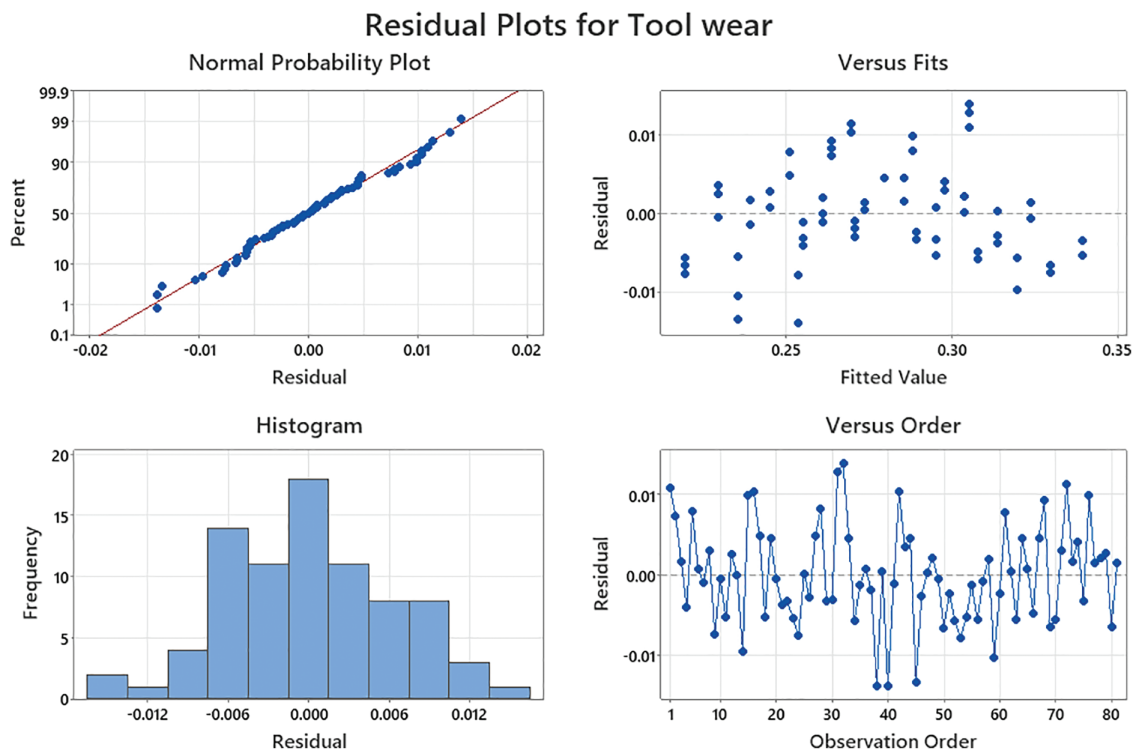 Residual Plots for Tool wear
Normal Probability Plot
99.9
99
90
50
10
1
0.1
Percent
-0.02 -0.01 0.00 0.01 0.02
Residual
Versus Fits
0.01
0.00
-0.01
Residual
0.25 0.30 0.35
Fitted Value
Histogram
20
15
10
5
0
Frequency
-0.012 -0.006 0.000 0.006 0.012
Residual
Versus Order
0.01
0.00
-0.01
Residual
1 10 20 30 40 50 60 70 80
Observation Order